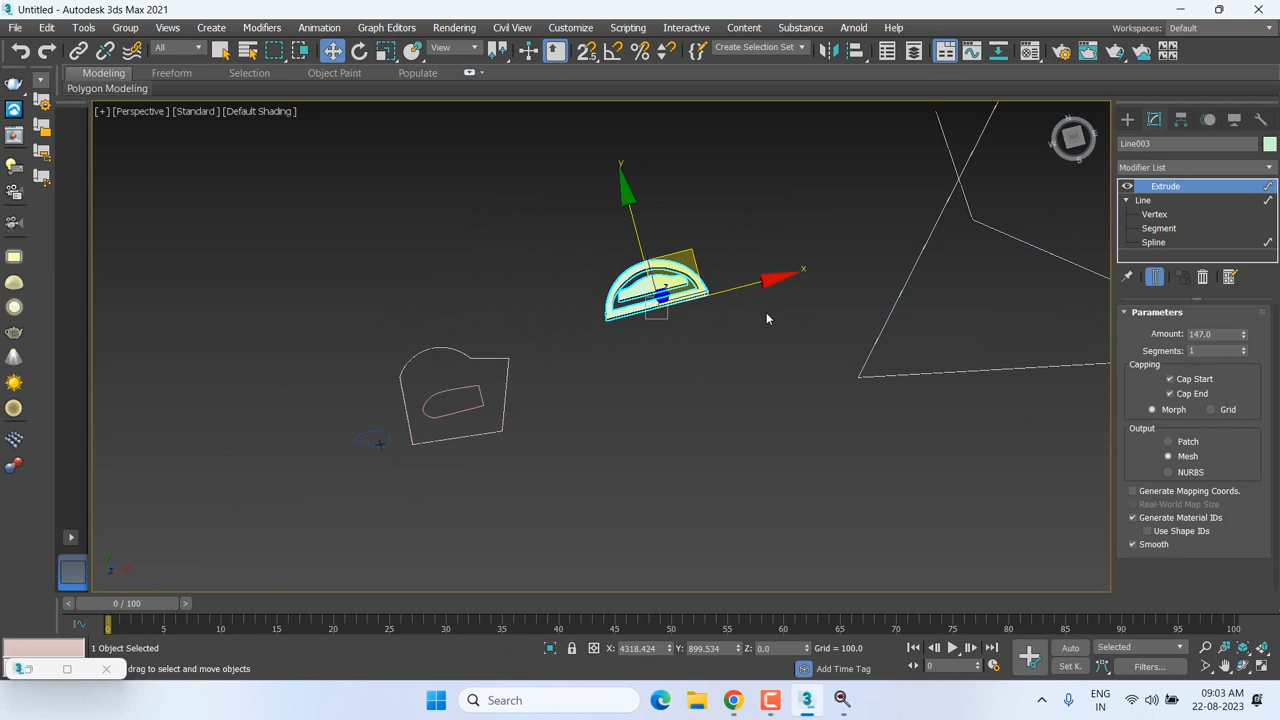 Untitled - Autodesk 3ds Max 2021
File Edit Tools Group Views Create Modifiers Animation Graph Editors Rendering Civil View Customize Scripting Interactive Content Substance Arnold Help
Workspaces: Default
All View Create Selection Set
Modeling Freeform Selection Object Paint Populate
Polygon Modeling
[+] [Perspective ] [Standard ] [Default Shading ]
Line003
Modifier List
Extrude
Line
Vertex
Segment
Spline
Parameters
Amount: 147.0
Segments: 1
Capping
Cap Start
Cap End
Morph Grid
Output
Patch
Mesh
NURBS
Generate Mapping Coords.
Real-World Map Size
Generate Material IDs
Use Shape IDs
Smooth
y
x
N
W
E
S
z
< 0 / 100 >
0 5 10 15 20 25 30 35 40 45 50 55 60 65 70 75 80 85 90 95 100
1 Object Selected X: 4318.424 Y: 899.534 Z: 0.0 Grid = 100.0 Auto Selected
drag to select and move objects Add Time Tag 0 Set K. Filters...
Search
ENG
IN
09:03 AM
22-08-2023